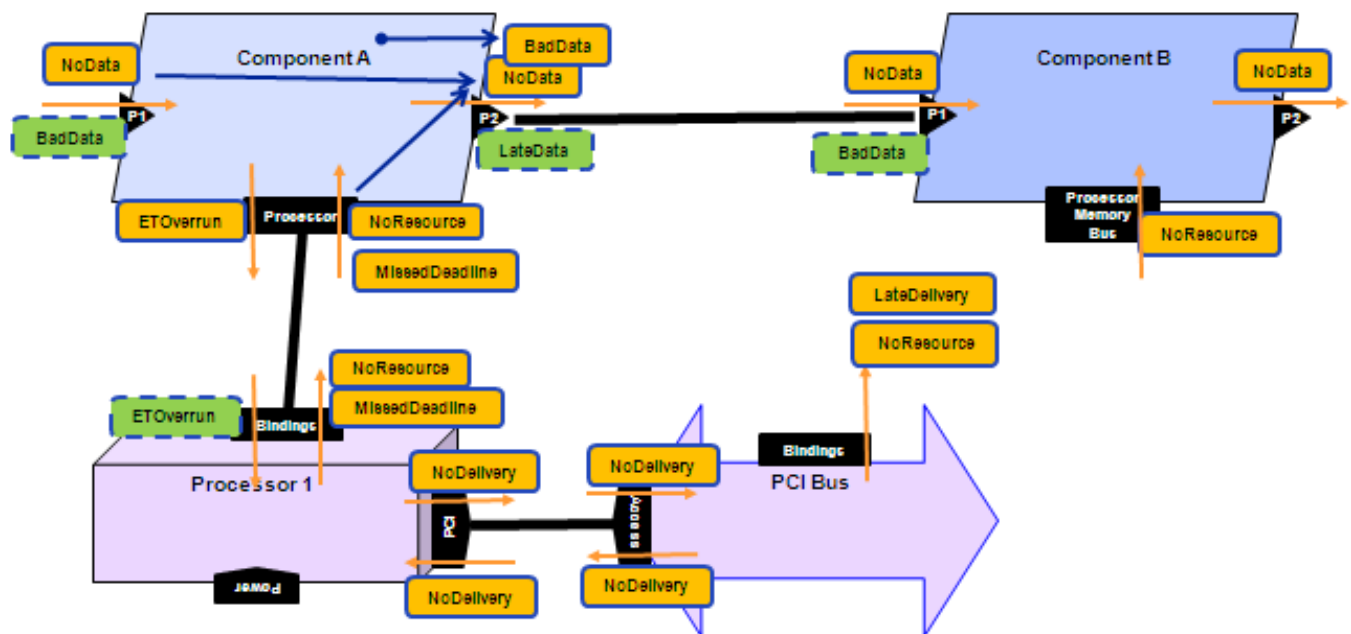 Component A
BadData
NoData
NoData
P1
BadData
P2
LateData
Component B
NoData
NoData
P1
BadData
P2
ETOverrun
Processor
NoResource
MissedDeadline
Processor
Memory
Bus
NoResource
LateDelivery
NoResource
NoResource
MissedDeadline
ETOverrun
Bindings
Processor 1
NoDelivery
PCI
NoDelivery
Power
NoDelivery
Access
NoDelivery
Bindings
PCI Bus